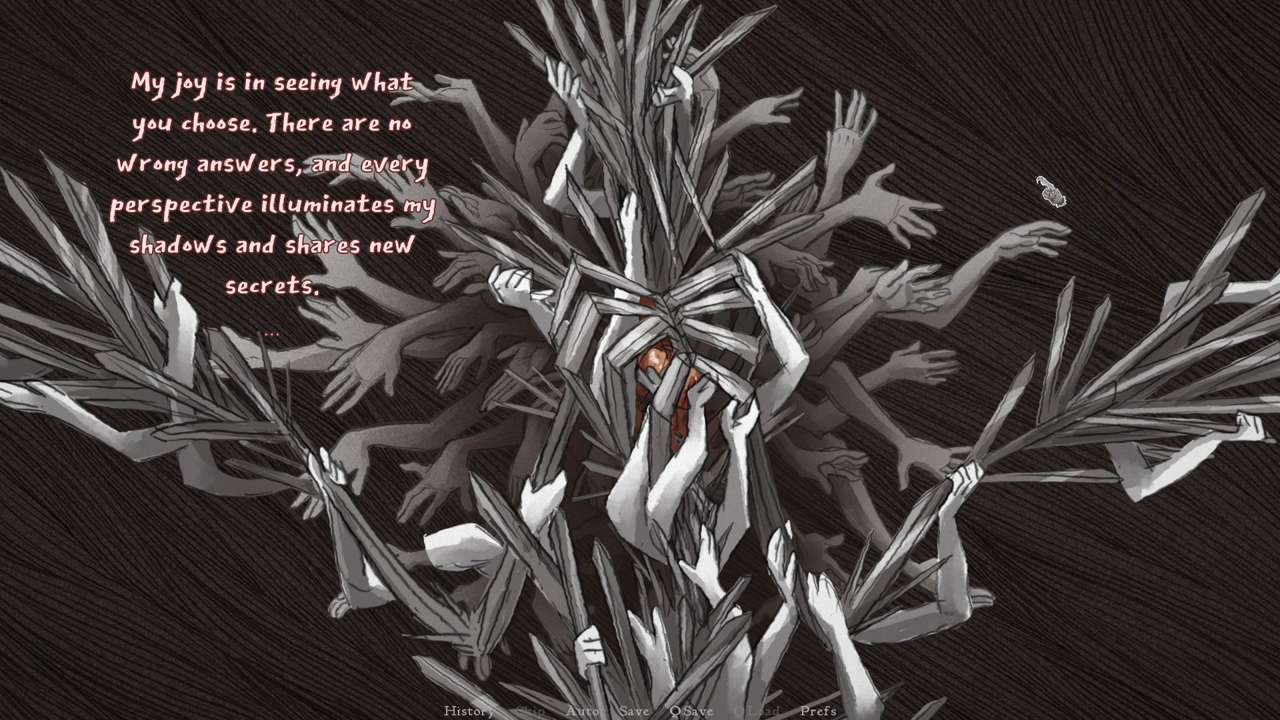 My joy is in seeing what
you choose. There are no
wrong answers, and every
perspective illuminates my
shadows and shares new
secrets.
...
History Skip Auto Save Q.Save Q.Load Prefs